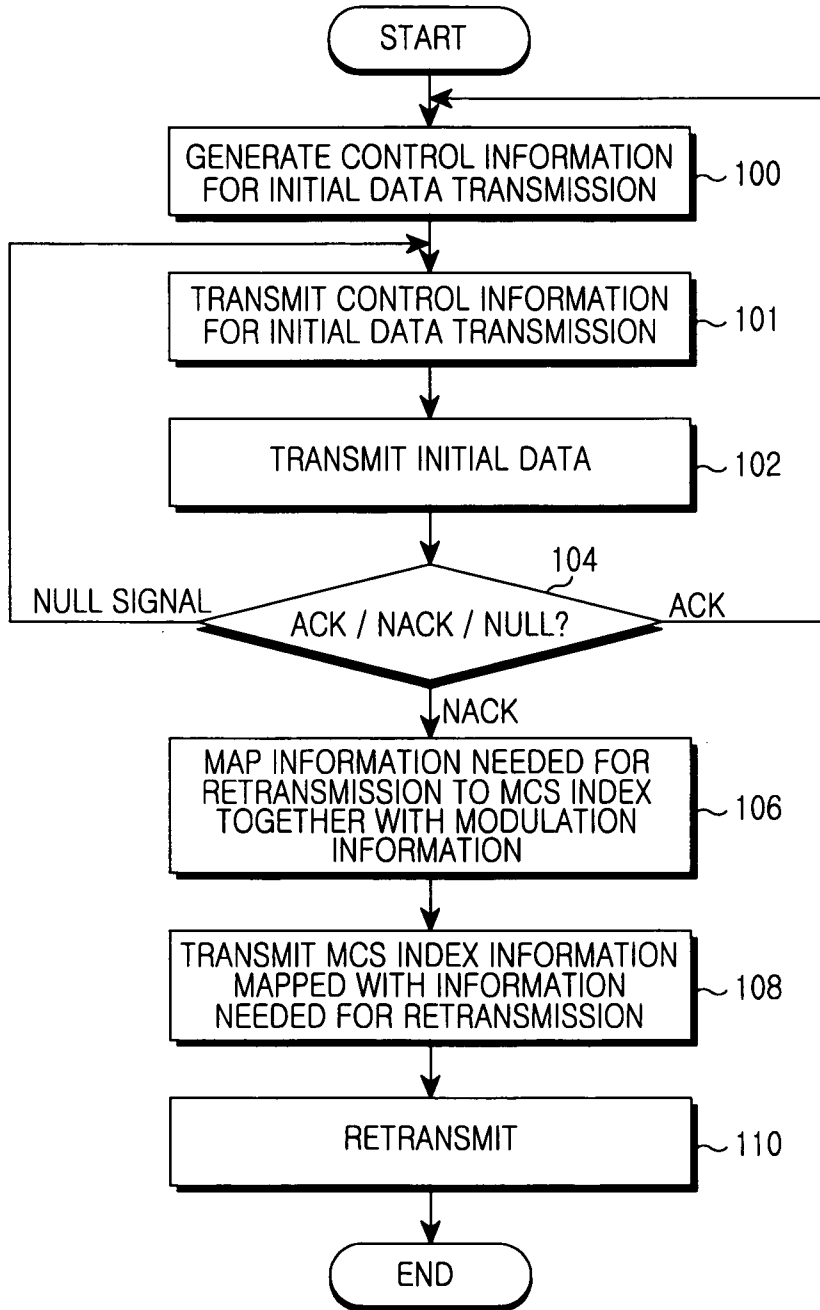 START
GENERATE CONTROL INFORMATION
FOR INITIAL DATA TRANSMISSION
100
TRANSMIT CONTROL INFORMATION
FOR INITIAL DATA TRANSMISSION
101
TRANSMIT INITIAL DATA
102
104
NULL SIGNAL
ACK / NACK / NULL?
ACK
NACK
MAP INFORMATION NEEDED FOR
RETRANSMISSION TO MCS INDEX
TOGETHER WITH MODULATION
INFORMATION
106
TRANSMIT MCS INDEX INFORMATION
MAPPED WITH INFORMATION
NEEDED FOR RETRANSMISSION
108
RETRANSMIT
110
END